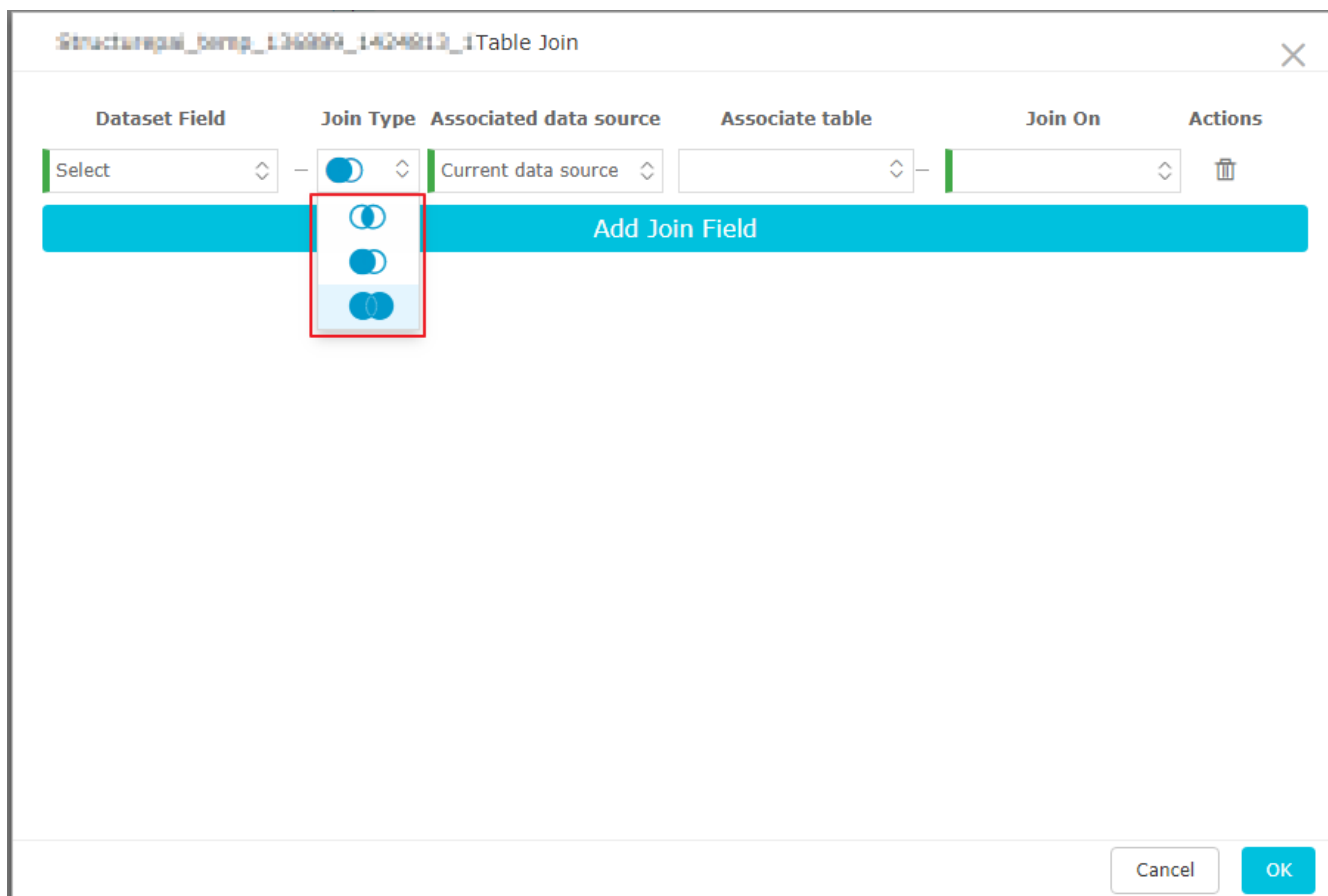 Table Join
Dataset Field Join Type Associated data source Associate table Join On Actions
Select Current data source
Add Join Field
Cancel OK